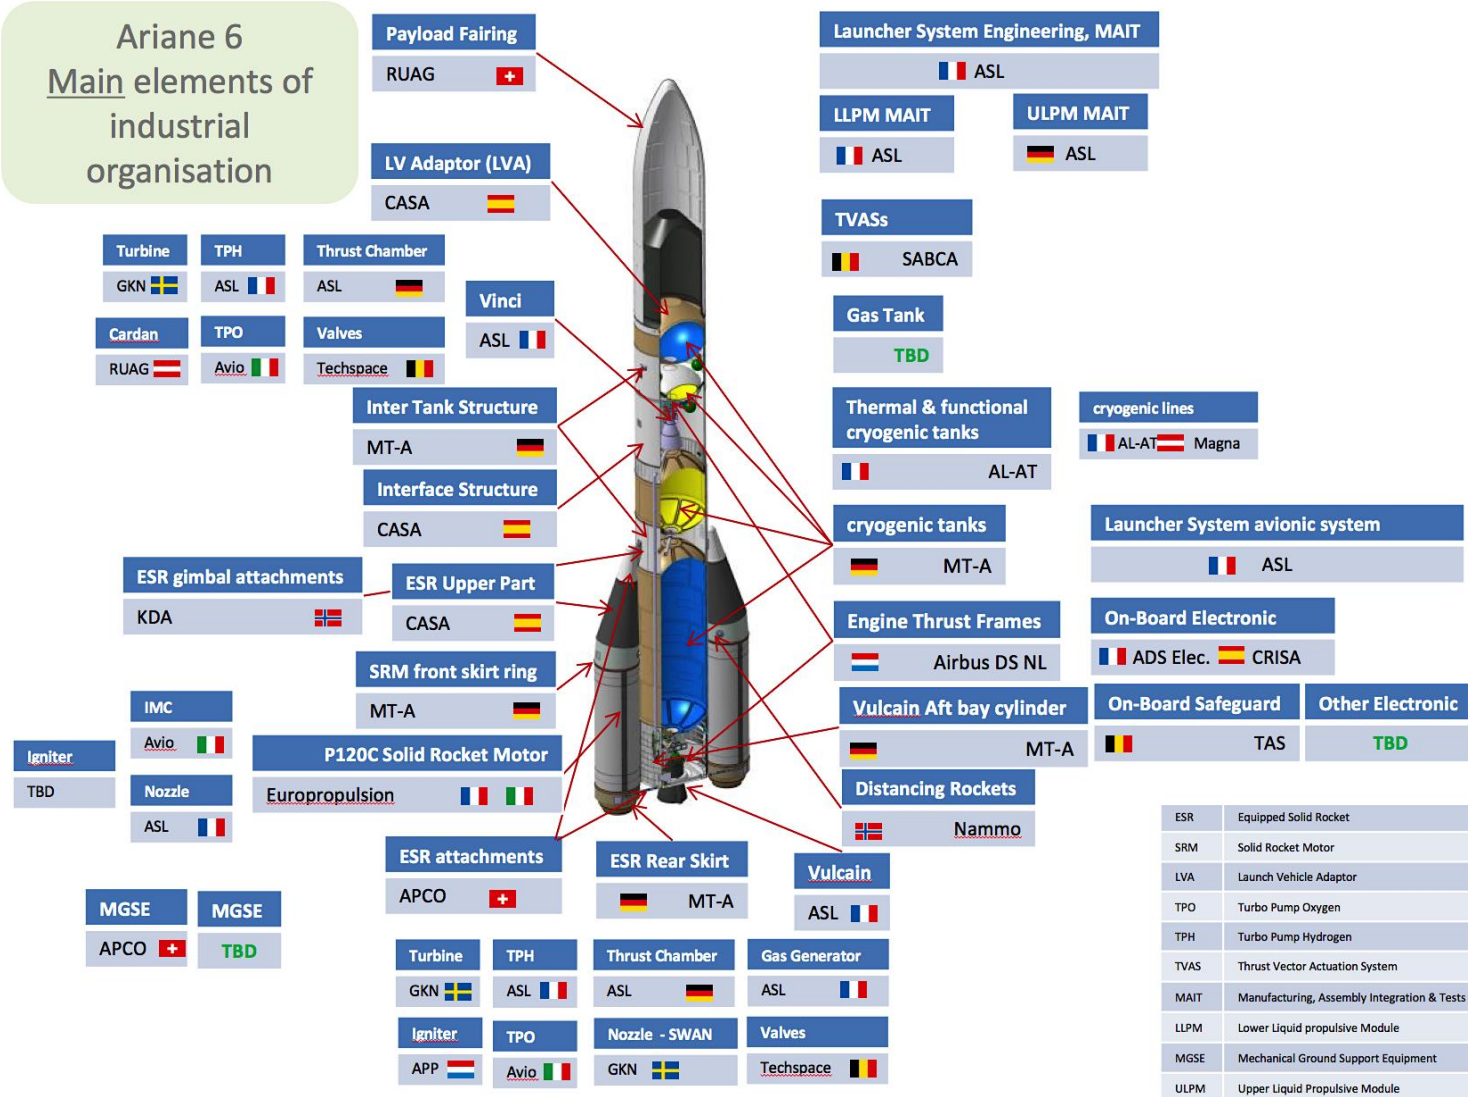 Ariane 6
Main elements of
industrial
organisation
Payload Fairing
RUAG
LV Adaptor (LVA)
CASA
Turbine
GKN
TPH
ASL
Thrust Chamber
ASL
Cardan
RUAG
TPO
Avio
Valves
Techspace
Vinci
ASL
Inter Tank Structure
MT-A
Interface Structure
CASA
ESR gimbal attachments
KDA
ESR Upper Part
CASA
SRM front skirt ring
MT-A
IMC
Avio
Igniter
TBD
Nozzle
ASL
P120C Solid Rocket Motor
Europropulsion
ESR attachments
APCO
ESR Rear Skirt
MT-A
MGSE
APCO
MGSE
TBD
Vulcain
ASL
Turbine
GKN
TPH
ASL
Thrust Chamber
ASL
Gas Generator
ASL
Igniter
APP
TPO
Avio
Nozzle - SWAN
GKN
Valves
Techspace
Launcher System Engineering, MAIT
ASL
LLPM MAIT
ASL
ULPM MAIT
ASL
TVASs
SABCA
Gas Tank
TBD
Thermal & functional
cryogenic tanks
AL-AT
cryogenic lines
AL-AT Magna
cryogenic tanks
MT-A
Launcher System avionic system
ASL
Engine Thrust Frames
Airbus DS NL
On-Board Electronic
ADS Elec. CRISA
Vulcain Aft bay cylinder
MT-A
On-Board Safeguard
TAS
Other Electronic
TBD
Distancing Rockets
Nammo
ESR Equipped Solid Rocket
SRM Solid Rocket Motor
LVA Launch Vehicle Adaptor
TPO Turbo Pump Oxygen
TPH Turbo Pump Hydrogen
TVAS Thrust Vector Actuation System
MAIT Manufacturing, Assembly Integration & Tests
LLPM Lower Liquid propulsive Module
MGSE Mechanical Ground Support Equipment
ULPM Upper Liquid Propulsive Module